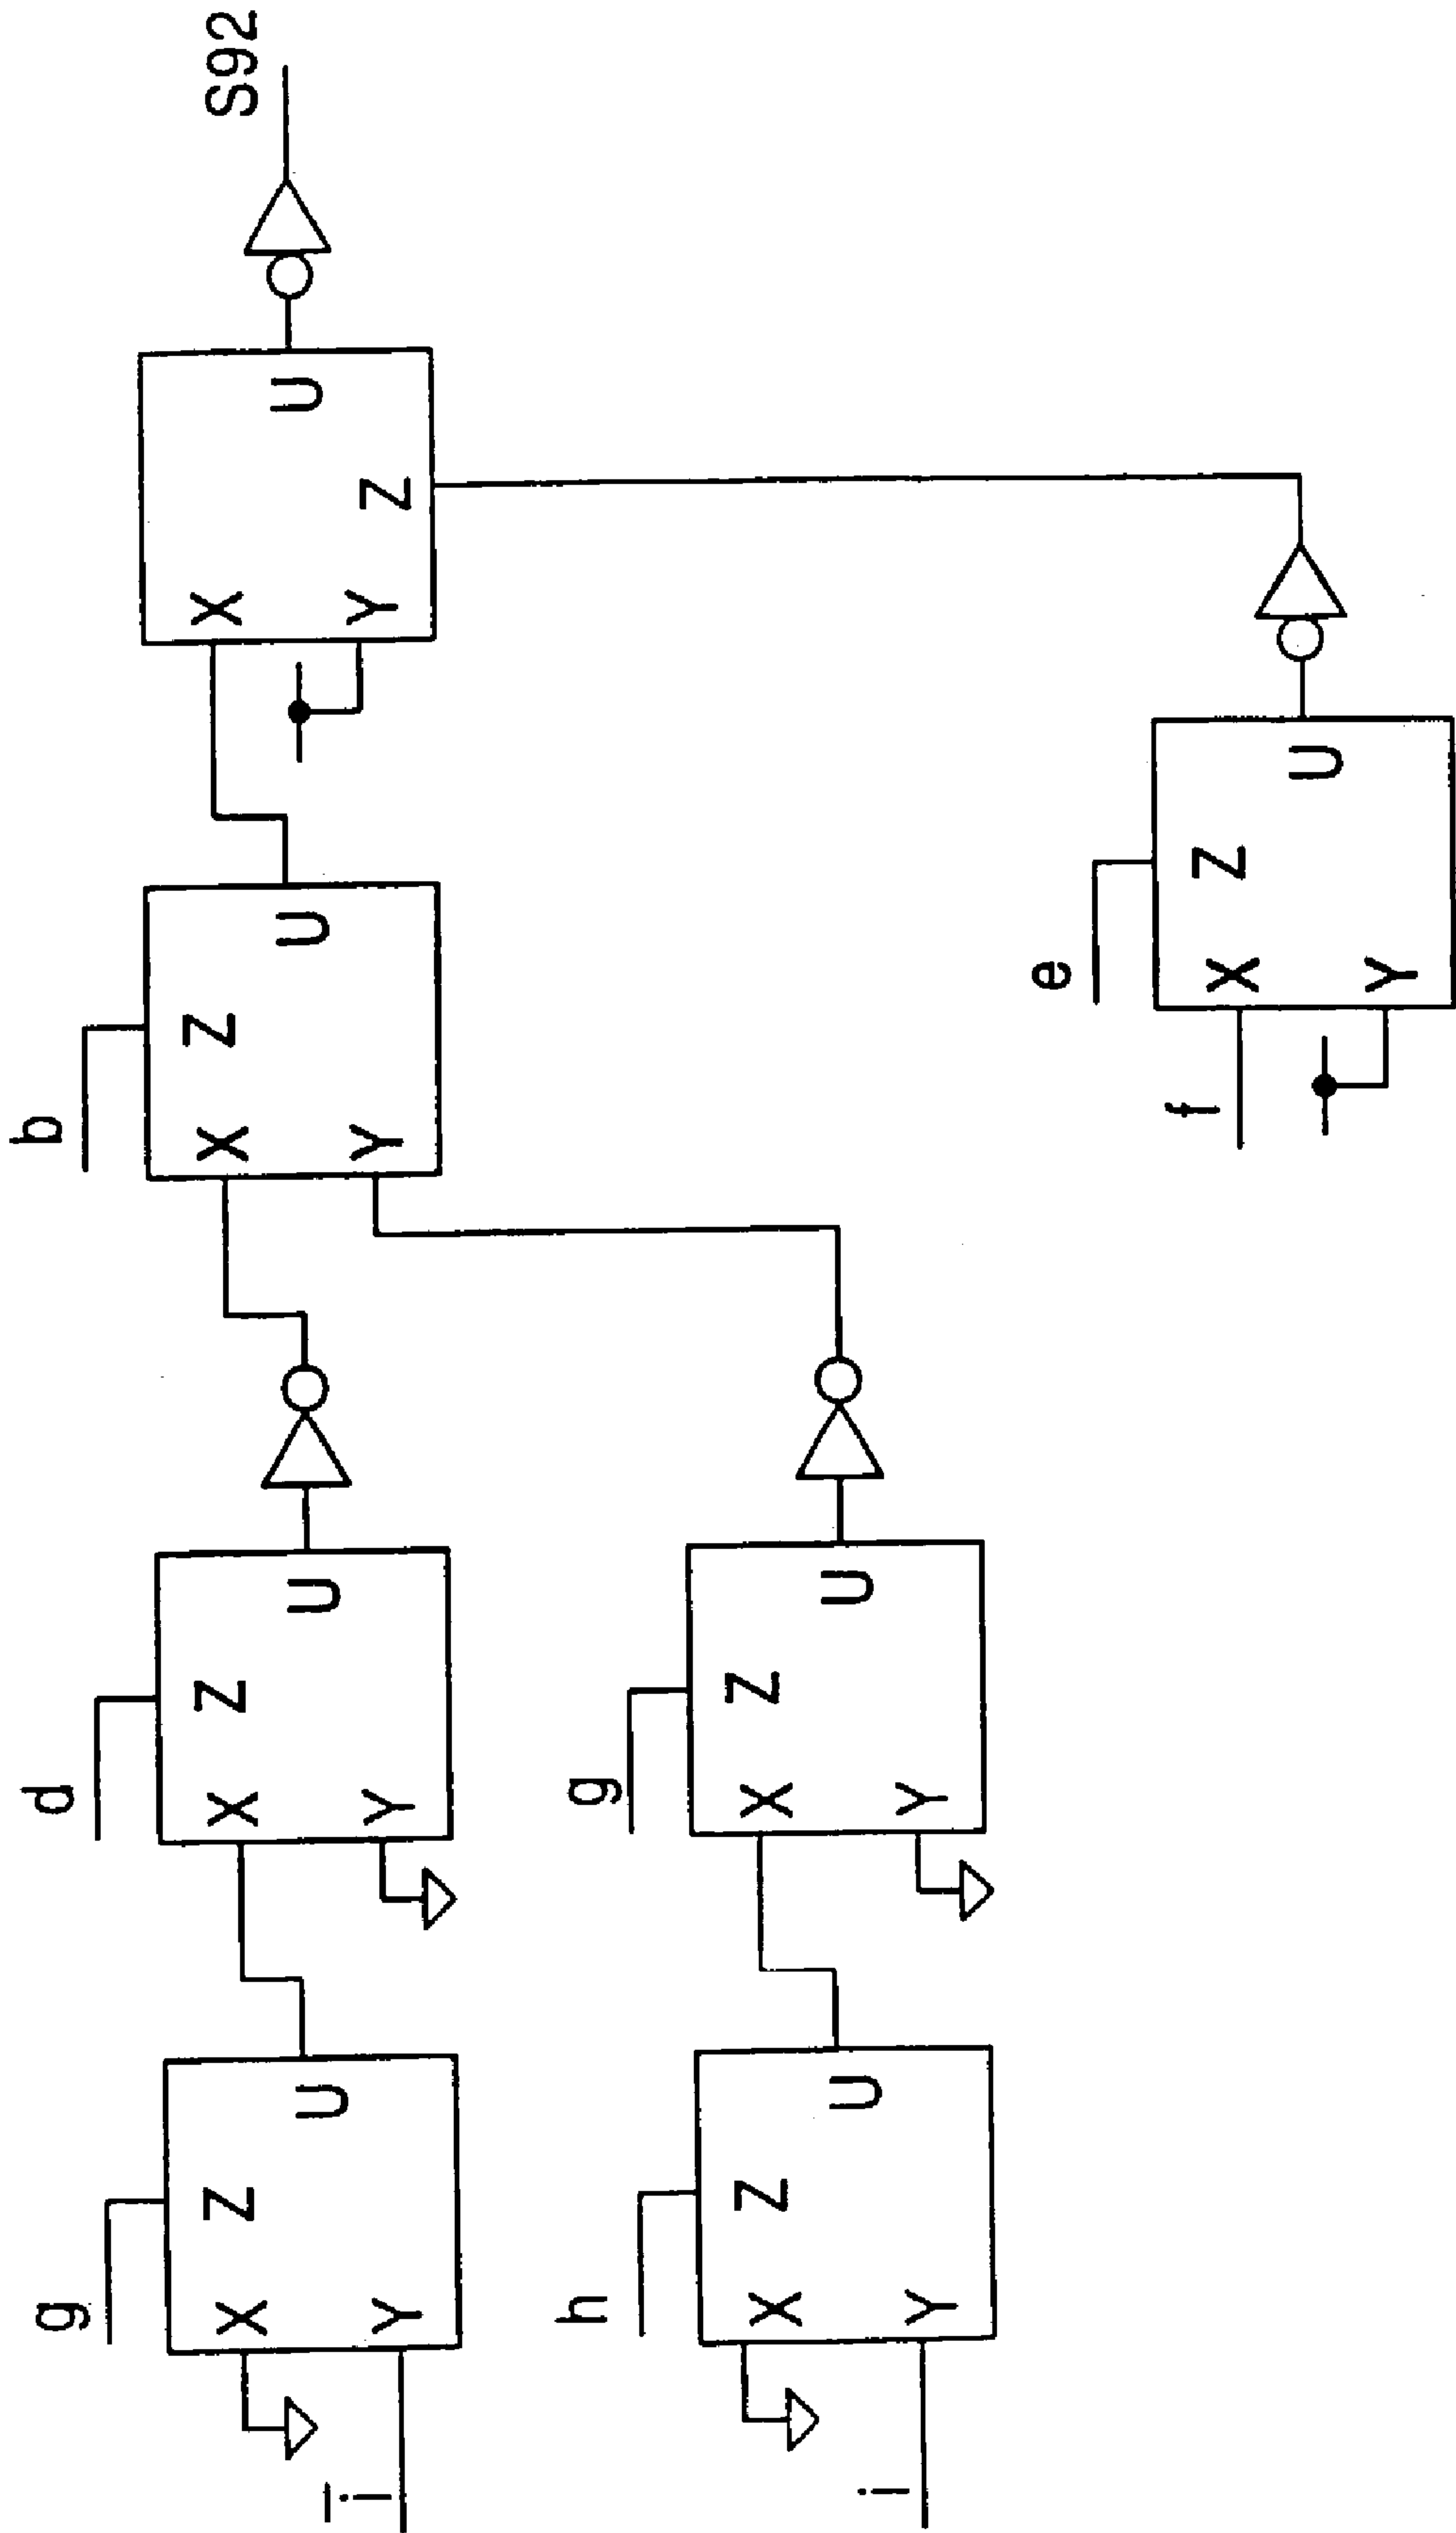 g d b
X Z X Z X Z X S92
U U U U
i̅ Y Y Y Y Z
h g
X Z X Z
U U
i Y Y
e
f X Z
U
Y